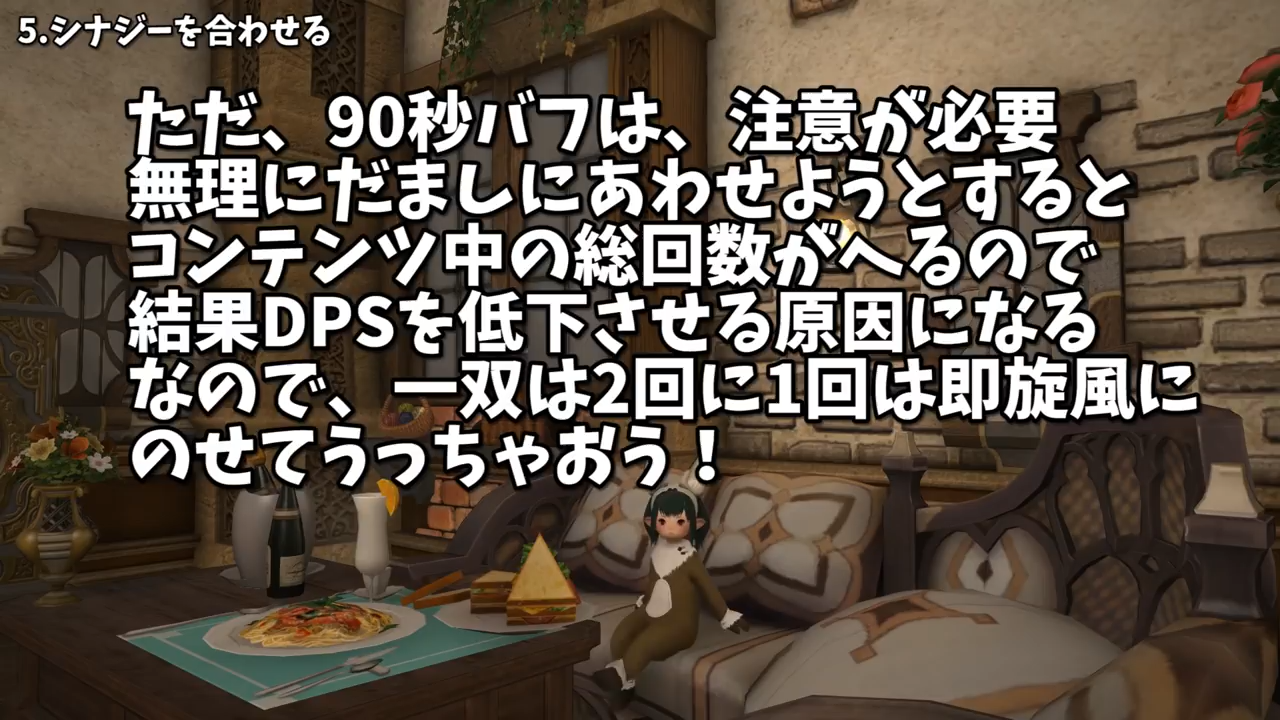 5.シナジーを合わせる
ただ、90秒バフは、注意が必要
無理にだましにあわせようとすると
コンテンツ中の総回数がへるので
結果DPSを低下させる原因になる
なので、一双は2回に1回は即旋風に
のせてうっちゃおう！